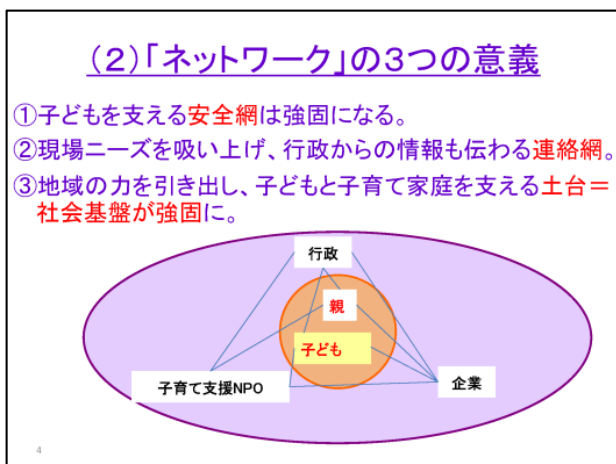 （2）「ネットワーク」の3つの意義
①子どもを支える安全網は強固になる。
②現場ニーズを吸い上げ、行政からの情報も伝わる連絡網。
③地域の力を引き出し、子どもと子育て家庭を支える土台＝
社会基盤が強固に。
行政
親
子ども
子育て支援NPO
企業
4